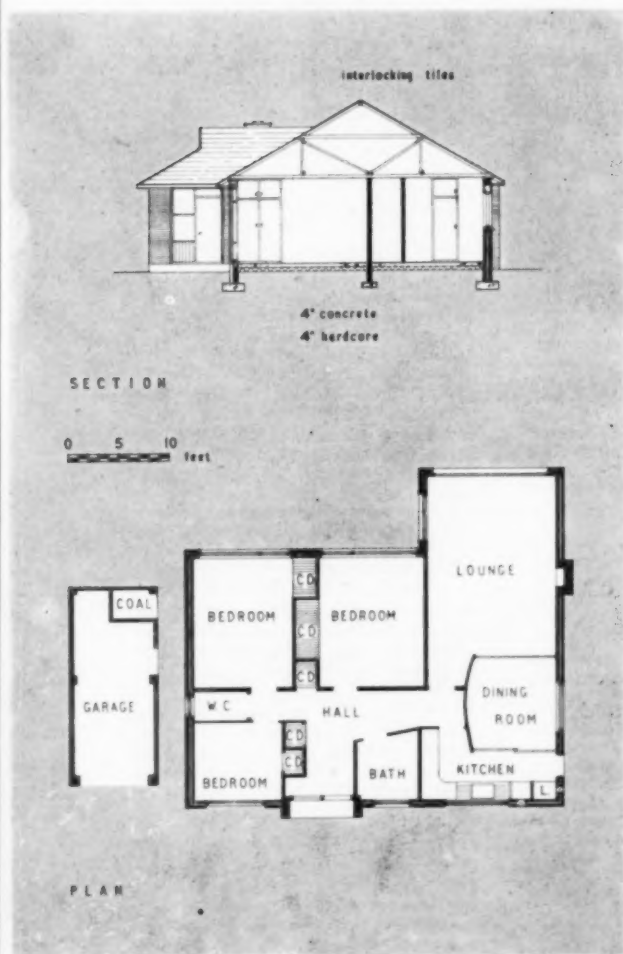 interlocking tiles
4" concrete
4" hardcore
SECTION
0 5 10
feet
LOUNGE
CD
COAL
BEDROOM
CD
BEDROOM
CD
DINING
ROOM
W.C
GARAGE
HALL
CD
CD
KITCHEN
BEDROOM
BATH
L
PLAN